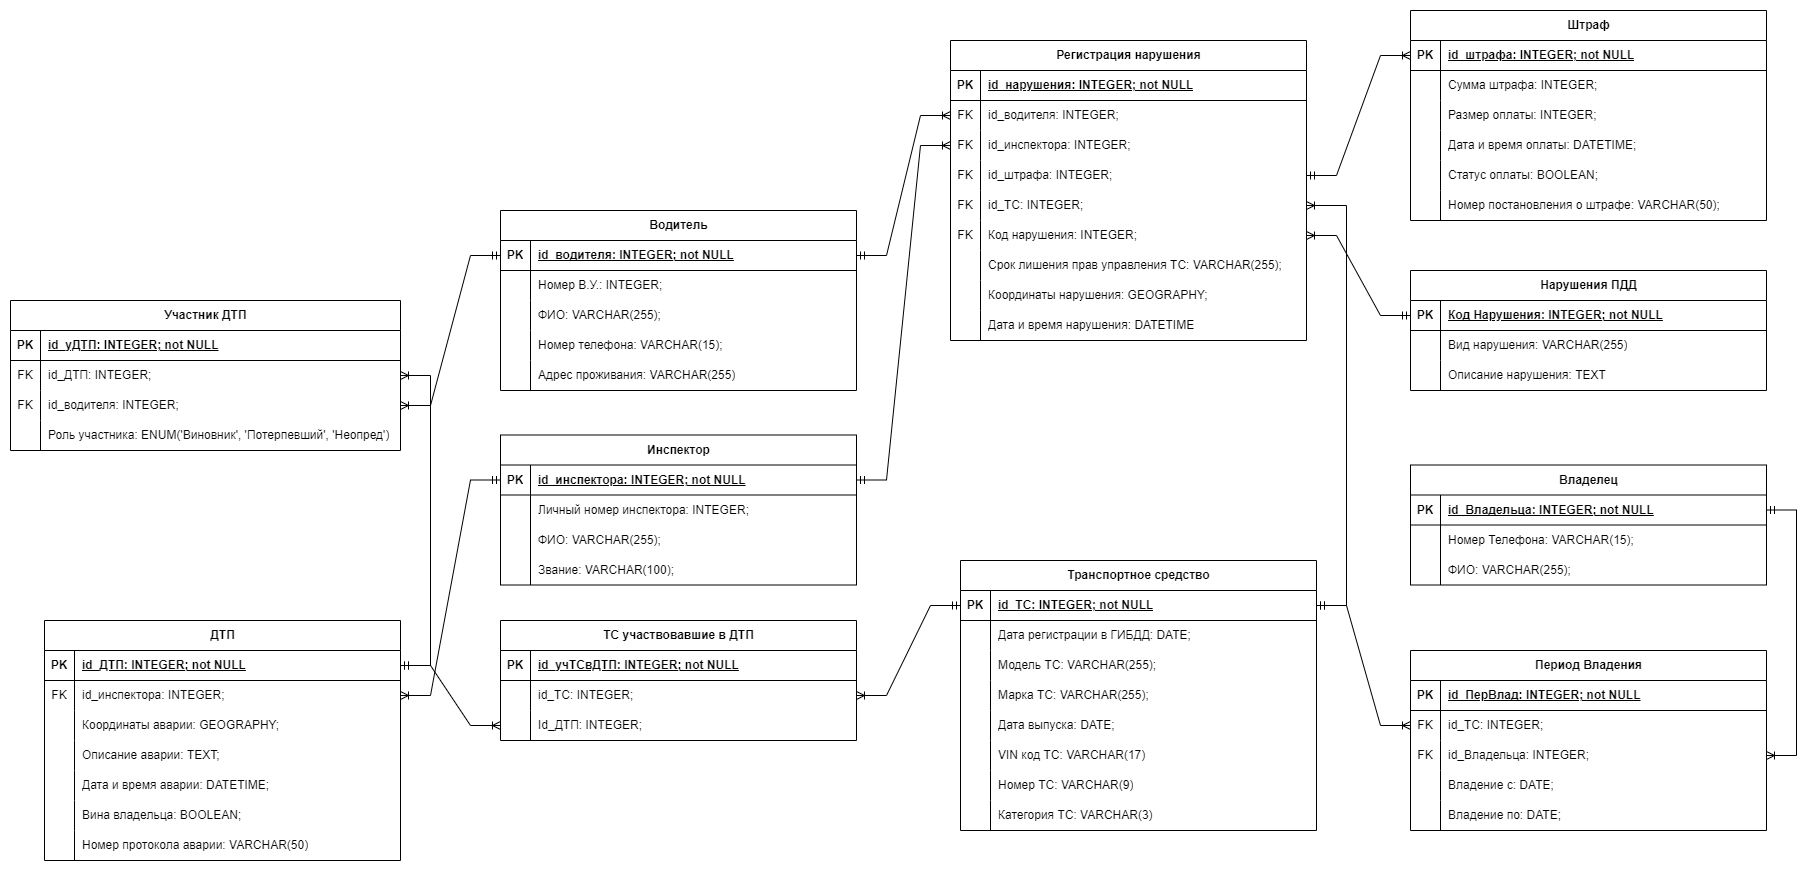 Штраф
PK id_штрафа: INTEGER; not NULL
Сумма штрафа: INTEGER;
Размер оплаты: INTEGER;
Дата и время оплаты: DATETIME;
Статус оплаты: BOOLEAN;
Номер постановления о штрафе: VARCHAR(50);
Регистрация нарушения
PK id_нарушения: INTEGER; not NULL
FK id_водителя: INTEGER;
FK id_инспектора: INTEGER;
FK id_штрафа: INTEGER;
FK id_ТС: INTEGER;
FK Код нарушения: INTEGER;
Срок лишения прав управления ТС: VARCHAR(255);
Координаты нарушения: GEOGRAPHY;
Дата и время нарушения: DATETIME
Водитель
PK id_водителя: INTEGER; not NULL
Номер В.У.: INTEGER;
ФИО: VARCHAR(255);
Номер телефона: VARCHAR(15);
Адрес проживания: VARCHAR(255)
Нарушения ПДД
PK Код Нарушения: INTEGER; not NULL
Вид нарушения: VARCHAR(255)
Описание нарушения: TEXT
Участник ДТП
PK id_уДТП: INTEGER; not NULL
FK id_ДТП: INTEGER;
FK id_водителя: INTEGER;
Роль участника: ENUM('Виновник', 'Потерпевший', 'Неопред')
Инспектор
PK id_инспектора: INTEGER; not NULL
Личный номер инспектора: INTEGER;
ФИО: VARCHAR(255);
Звание: VARCHAR(100);
Владелец
PK id_Владельца: INTEGER; not NULL
Номер Телефона: VARCHAR(15);
ФИО: VARCHAR(255);
Транспортное средство
PK id_ТС: INTEGER; not NULL
Дата регистрации в ГИБДД: DATE;
Модель ТС: VARCHAR(255);
Марка ТС: VARCHAR(255);
Дата выпуска: DATE;
VIN код ТС: VARCHAR(17)
Номер ТС: VARCHAR(9)
Категория ТС: VARCHAR(3)
ДТП
PK id_ДТП: INTEGER; not NULL
FK id_инспектора: INTEGER;
Координаты аварии: GEOGRAPHY;
Описание аварии: TEXT;
Дата и время аварии: DATETIME;
Вина владельца: BOOLEAN;
Номер протокола аварии: VARCHAR(50)
ТС участвовавшие в ДТП
PK id_учТСвДТП: INTEGER; not NULL
id_ТС: INTEGER;
Id_ДТП: INTEGER;
Период Владения
PK id_ПерВлад: INTEGER; not NULL
FK id_ТС: INTEGER;
FK id_Владельца: INTEGER;
Владение с: DATE;
Владение по: DATE;